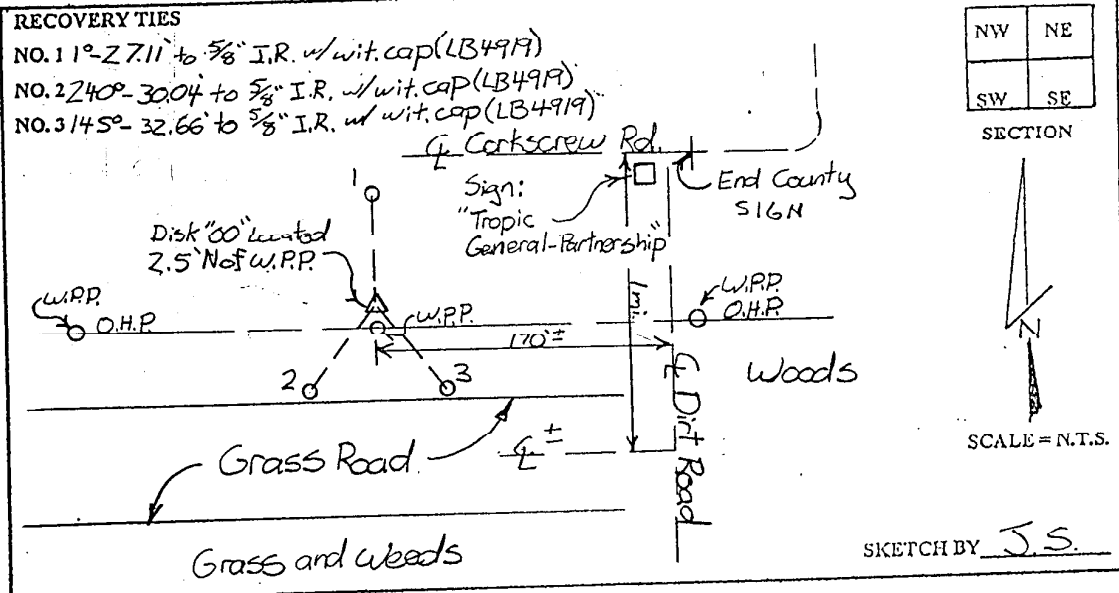 RECOVERY TIES
NO. 1 1°-27.11' to 5/8" I.R. w/ wit. cap (LB4919)
NO. 2 240°-30.04' to 5/8" I.R. w/ wit. cap (LB4919)
NO. 3 145°-32.66' to 5/8" I.R. w/ wit. cap (LB4919)
NW NE
SW SE
SECTION
℄ Corkscrew Rd.
Sign:
"Tropic
General-Partnership"
End County
SIGN
1
Disk "00" Located
2.5' N of W.P.P.
W.P.P.
O.H.P.
W.P.P.
W.P.P.
O.H.P.
1mi.
170'±
2
3
Woods
℄ Dirt Road
N
SCALE = N.T.S.
Grass Road
℄ ±
Grass and Weeds
SKETCH BY J.S.